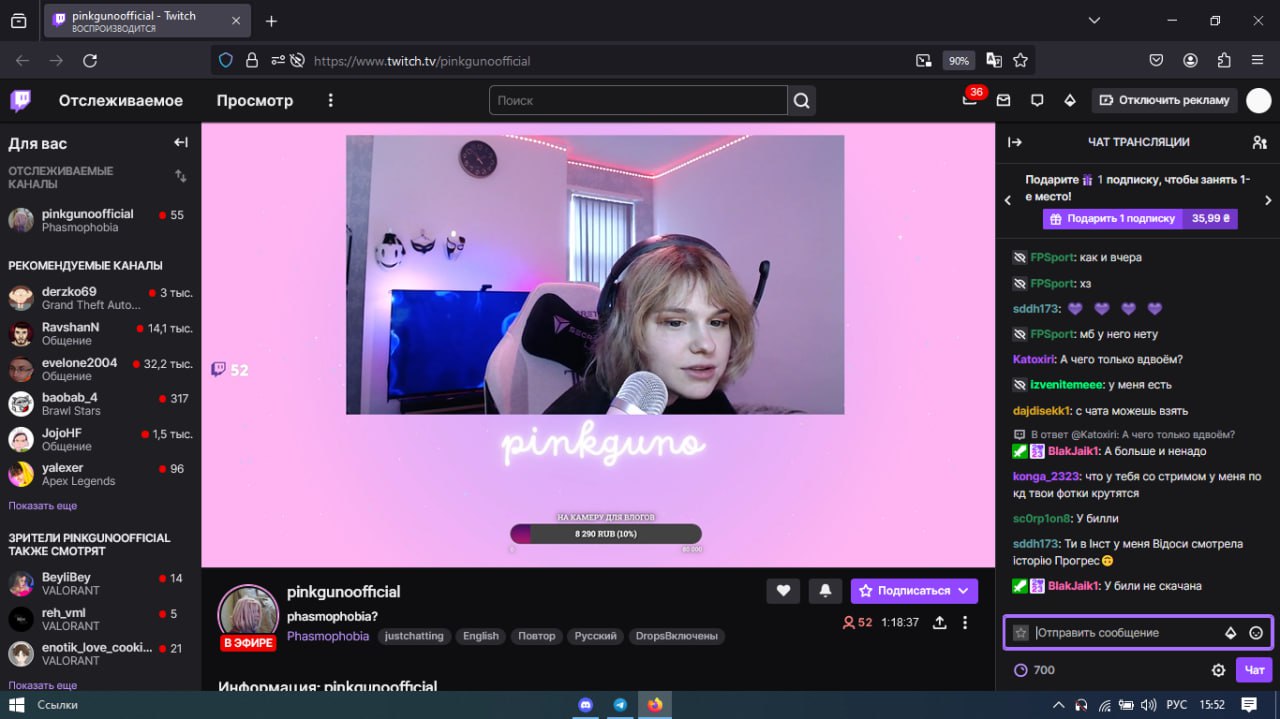 pinkgunoofficial - Twitch
ВОСПРОИЗВОДИТСЯ
https://www.twitch.tv/pinkgunoofficial
90%
Отслеживаемое
Просмотр
Поиск
36
Отключить рекламу
Для вас
ОТСЛЕЖИВАЕМЫЕ
КАНАЛЫ
pinkgunoofficial
55
Phasmophobia
РЕКОМЕНДУЕМЫЕ КАНАЛЫ
derzko69
3 тыс.
Grand Theft Auto...
RavshanN
14,1 тыс.
Общение
evelone2004
32,2 тыс.
Общение
baobab_4
317
Brawl Stars
JojoHF
1,5 тыс.
Общение
yalexer
96
Apex Legends
Показать еще
ЗРИТЕЛИ PINKGUNOOFFICIAL
ТАКЖЕ СМОТРЯТ
BeyliBey
14
VALORANT
reh_vml
5
VALORANT
enotik_love_cooki...
21
VALORANT
Показать еще
52
pinkguno
НА КАМЕРУ ДЛЯ ВЛОГОВ
8 290 RUB (10%)
0
80 000
pinkgunoofficial
phasmophobia?
Phasmophobia
justchatting
English
Повтор
Русский
DropsВключены
В ЭФИРЕ
Подписаться
52
1:18:37
Информация: pinkgunoofficial
ЧАТ ТРАНСЛЯЦИИ
Подарите 1 подписку, чтобы занять 1-
е место!
Подарить 1 подписку
35,99 ₴
FPSport: как и вчера
FPSport: хз
sddh173:
FPSport: мб у него нету
Katoxiri: А чего только вдвоём?
izvenitemeee: у меня есть
dajdisekk1: с чата можешь взять
В ответ @Katoxiri: А чего только вдвоём?
BlakJaik1: А больше и ненадо
konga_2323: что у тебя со стримом у меня по
кд твои фотки крутятся
sc0rp1on8: У билли
sddh173: Ти в Інст у меня Відоси смотрела
історію Прогрес
BlakJaik1: У били не скачана
Отправить сообщение
700
Чат
Ссылки
РУС
15:52